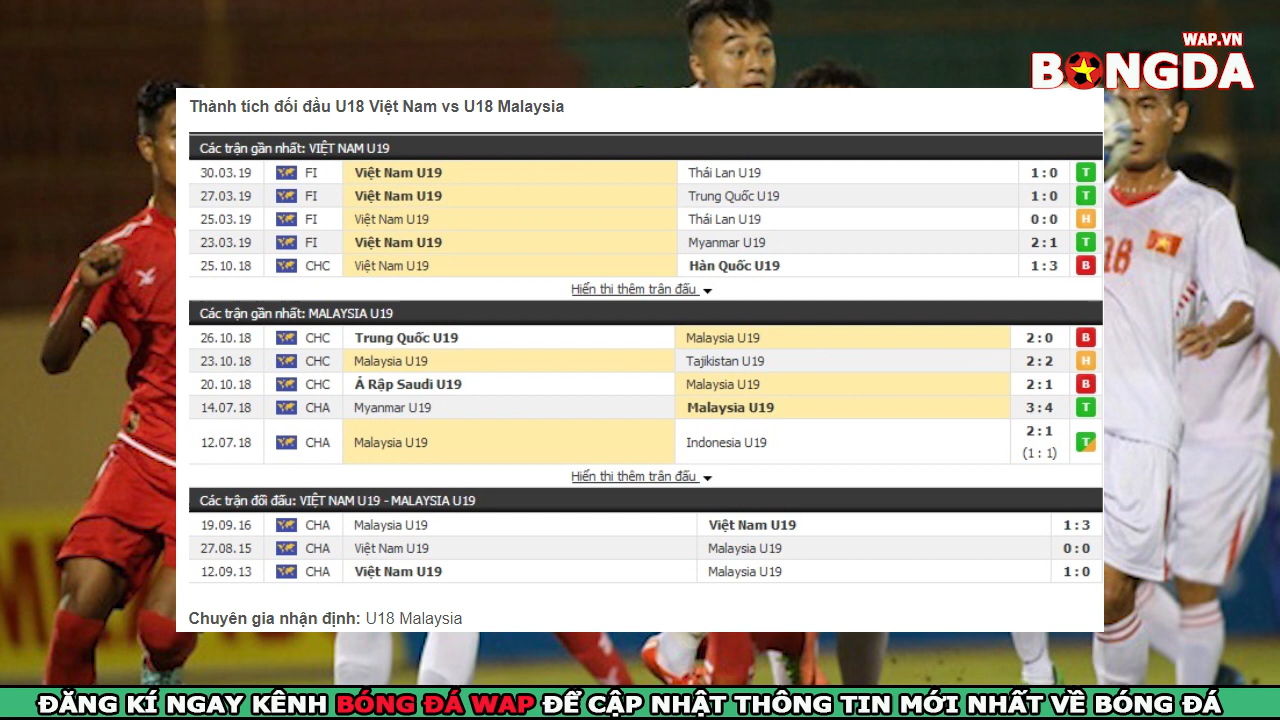 WAP.VN
BONGDA
Thành tích đối đầu U18 Việt Nam vs U18 Malaysia
Các trận gần nhất: VIỆT NAM U19
30.03.19 FI Việt Nam U19 Thái Lan U19 1 : 0 T
27.03.19 FI Việt Nam U19 Trung Quốc U19 1 : 0 T
25.03.19 FI Việt Nam U19 Thái Lan U19 0 : 0 H
23.03.19 FI Việt Nam U19 Myanmar U19 2 : 1 T
25.10.18 CHC Việt Nam U19 Hàn Quốc U19 1 : 3 B
Hiển thi thêm trân đấu
Các trận gần nhất: MALAYSIA U19
26.10.18 CHC Trung Quốc U19 Malaysia U19 2 : 0 B
23.10.18 CHC Malaysia U19 Tajikistan U19 2 : 2 H
20.10.18 CHC Ả Rập Saudi U19 Malaysia U19 2 : 1 B
14.07.18 CHA Myanmar U19 Malaysia U19 3 : 4 T
12.07.18 CHA Malaysia U19 Indonesia U19 2 : 1 T
(1 : 1)
Hiển thi thêm trân đấu
Các trận đối đấu: VIỆT NAM U19 - MALAYSIA U19
19.09.16 CHA Malaysia U19 Việt Nam U19 1 : 3
27.08.15 CHA Việt Nam U19 Malaysia U19 0 : 0
12.09.13 CHA Việt Nam U19 Malaysia U19 1 : 0
Chuyên gia nhận định: U18 Malaysia
18
ĐĂNG KÍ NGAY KÊNH BÓNG ĐÁ WAP ĐỂ CẬP NHẬT THÔNG TIN MỚI NHẤT VỀ BÓNG ĐÁ